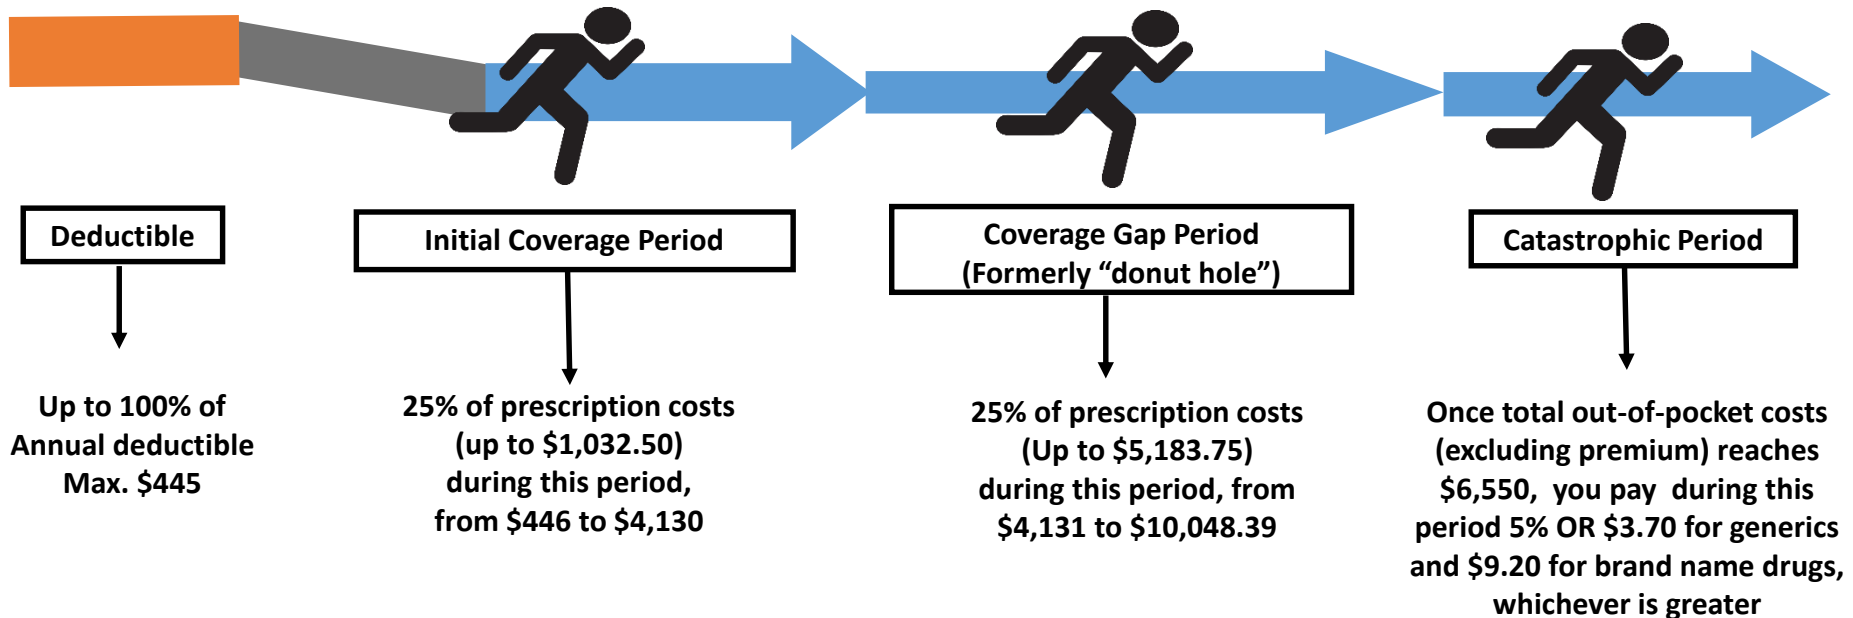 Deductible
Up to 100% of
Annual deductible
Max. $445
Initial Coverage Period
25% of prescription costs
(up to $1,032.50)
during this period,
from $446 to $4,130
Coverage Gap Period
(Formerly “donut hole”)
25% of prescription costs
(Up to $5,183.75)
during this period, from
$4,131 to $10,048.39
Catastrophic Period
Once total out-of-pocket costs
(excluding premium) reaches
$6,550, you pay during this
period 5% OR $3.70 for generics
and $9.20 for brand name drugs,
whichever is greater